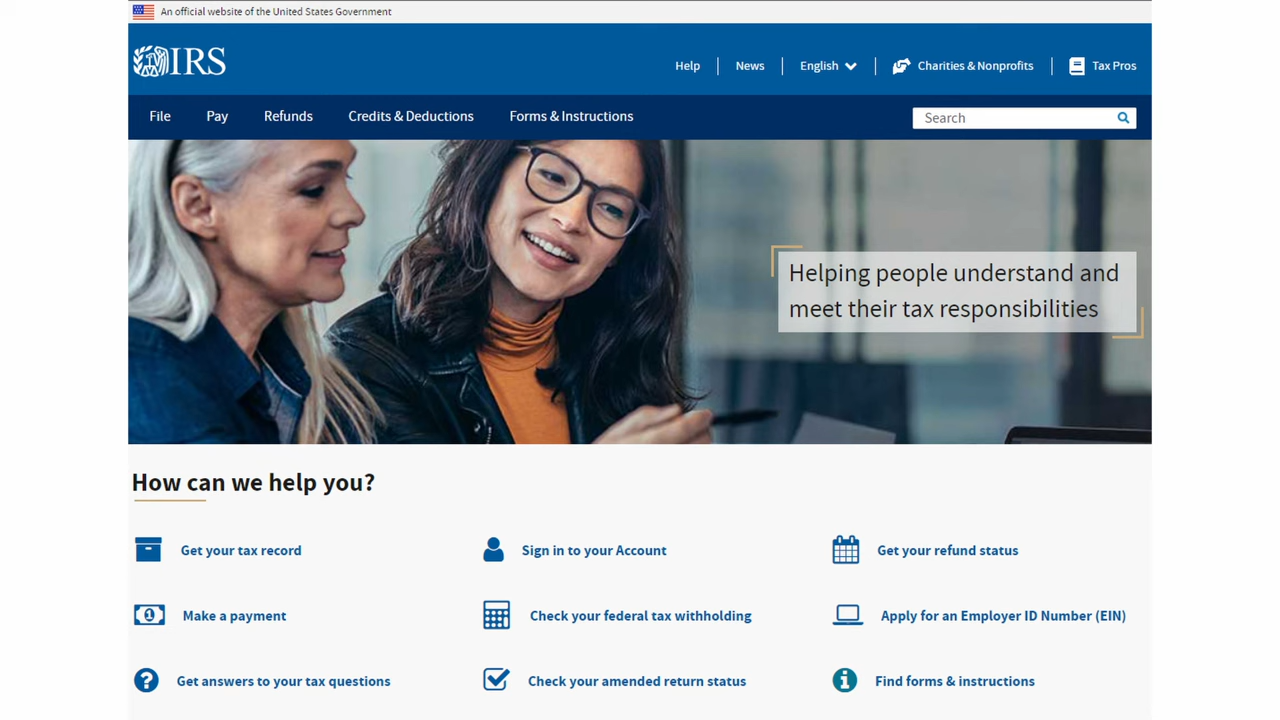 An official website of the United States Government
IRS
Help
News
English
Charities & Nonprofits
Tax Pros
File
Pay
Refunds
Credits & Deductions
Forms & Instructions
Search
Helping people understand and
meet their tax responsibilities
How can we help you?
Get your tax record
Sign in to your Account
Get your refund status
Make a payment
Check your federal tax withholding
Apply for an Employer ID Number (EIN)
Get answers to your tax questions
Check your amended return status
Find forms & instructions